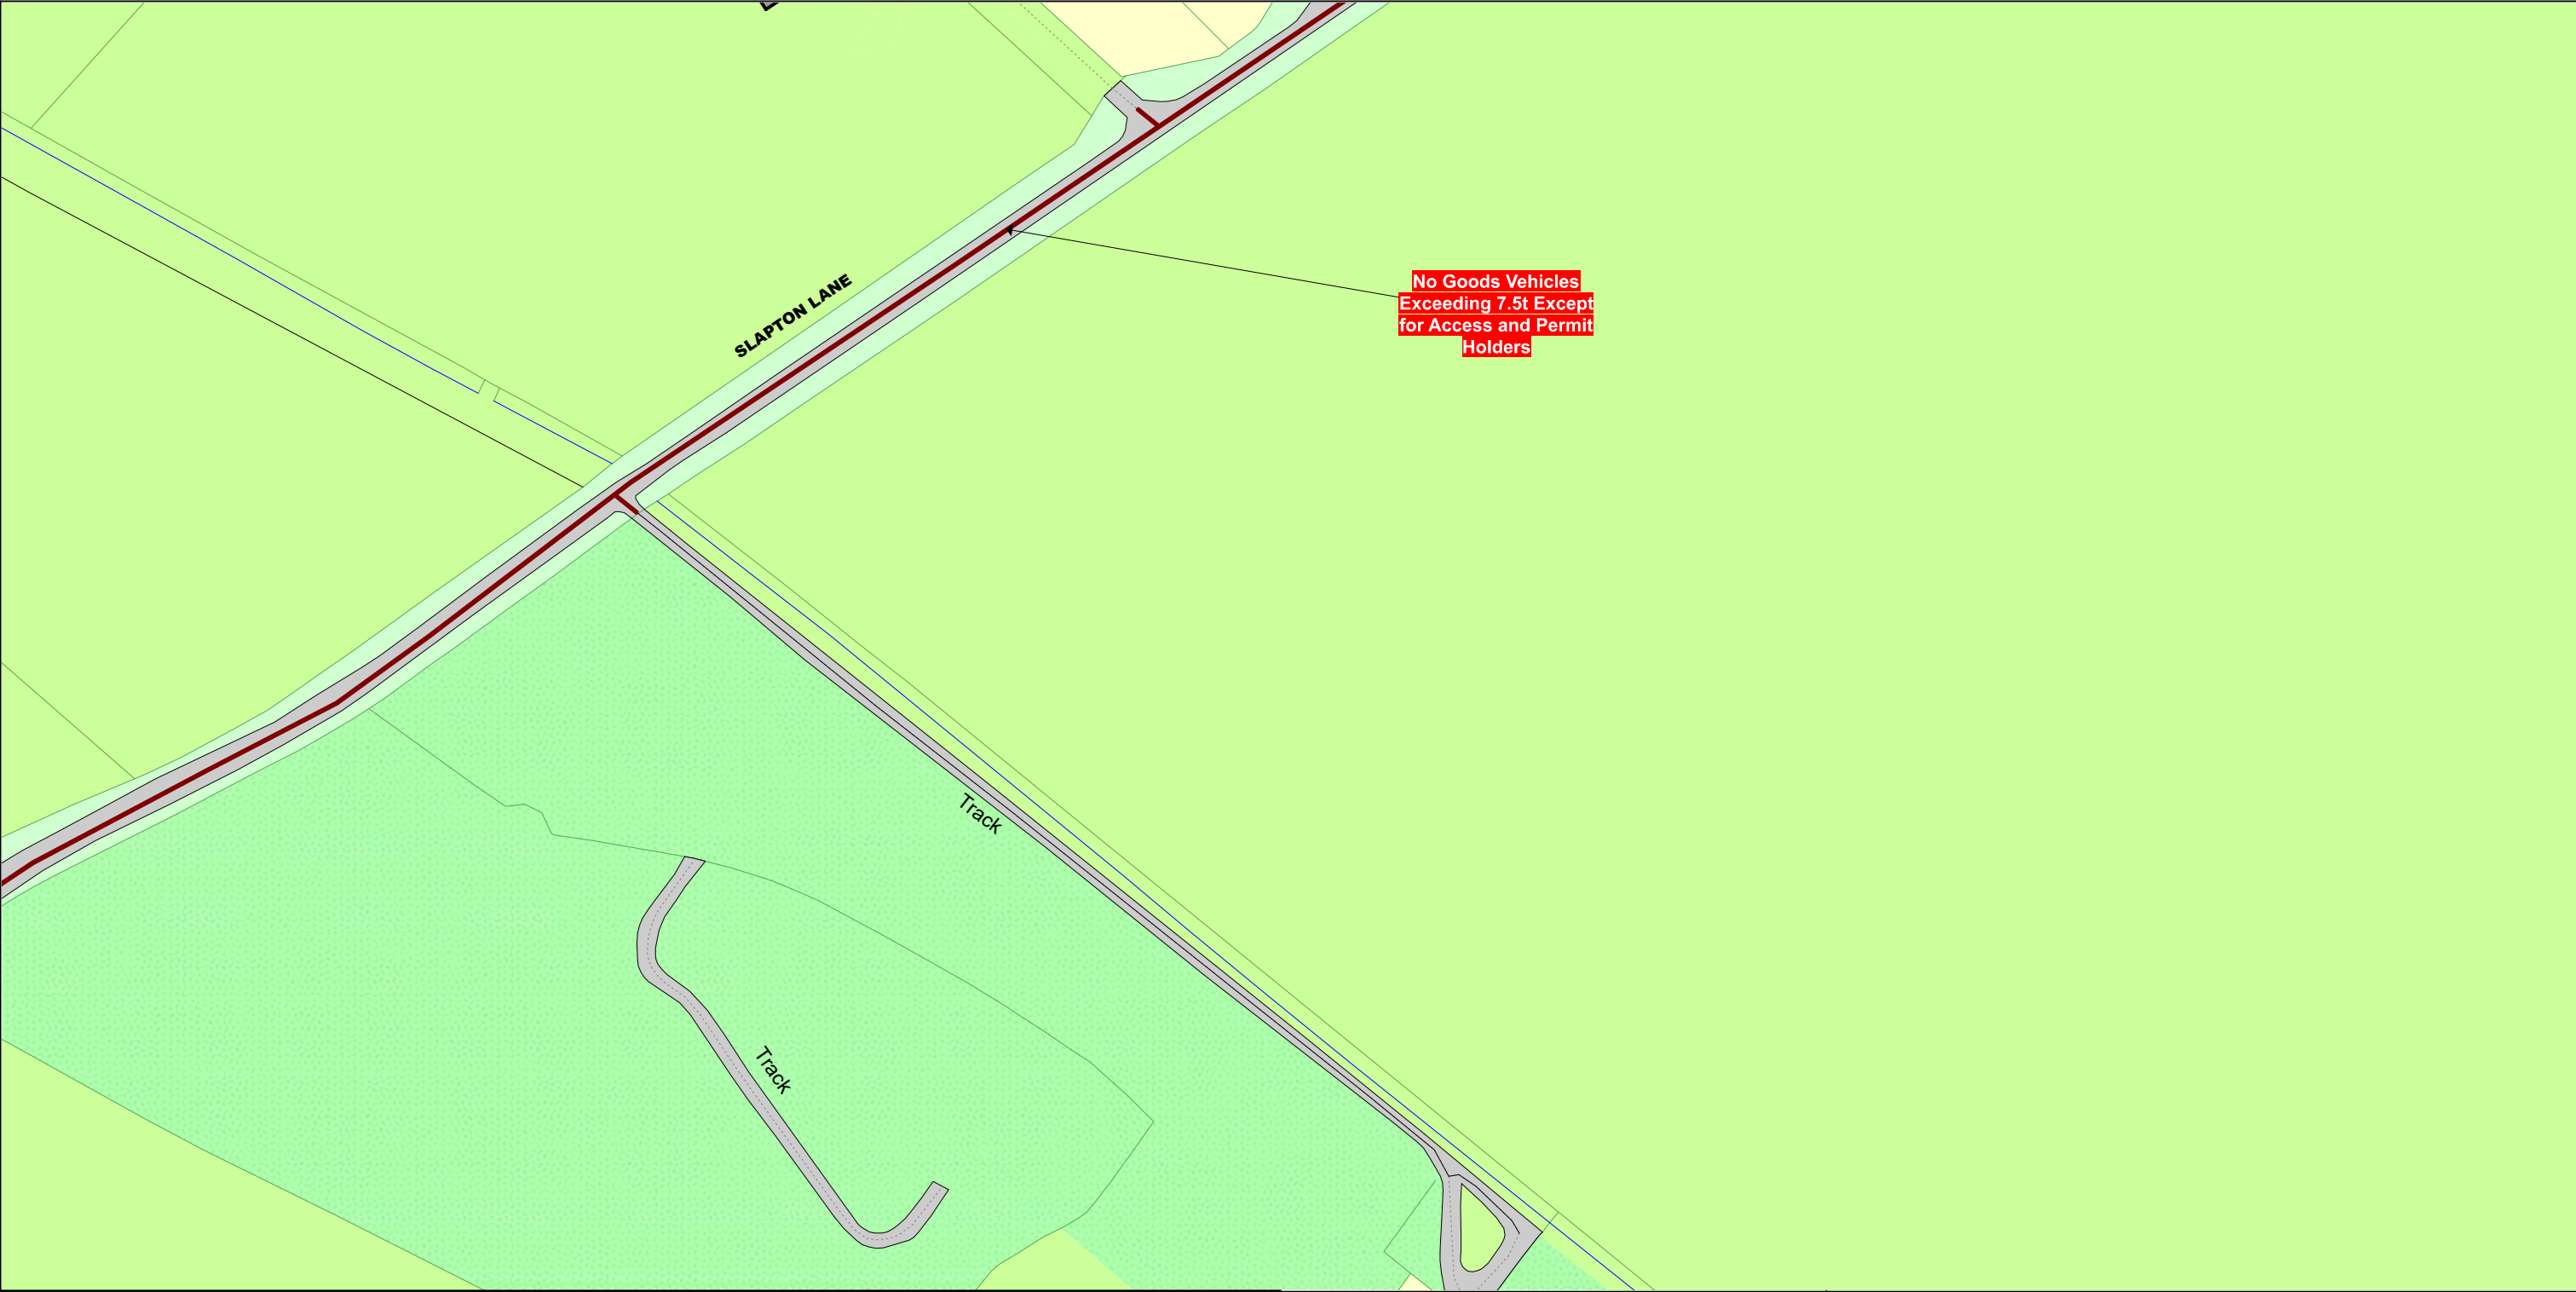 SLAPTON LANE
No Goods Vehicles
Exceeding 7.5t Except
for Access and Permit
Holders
Track
Track